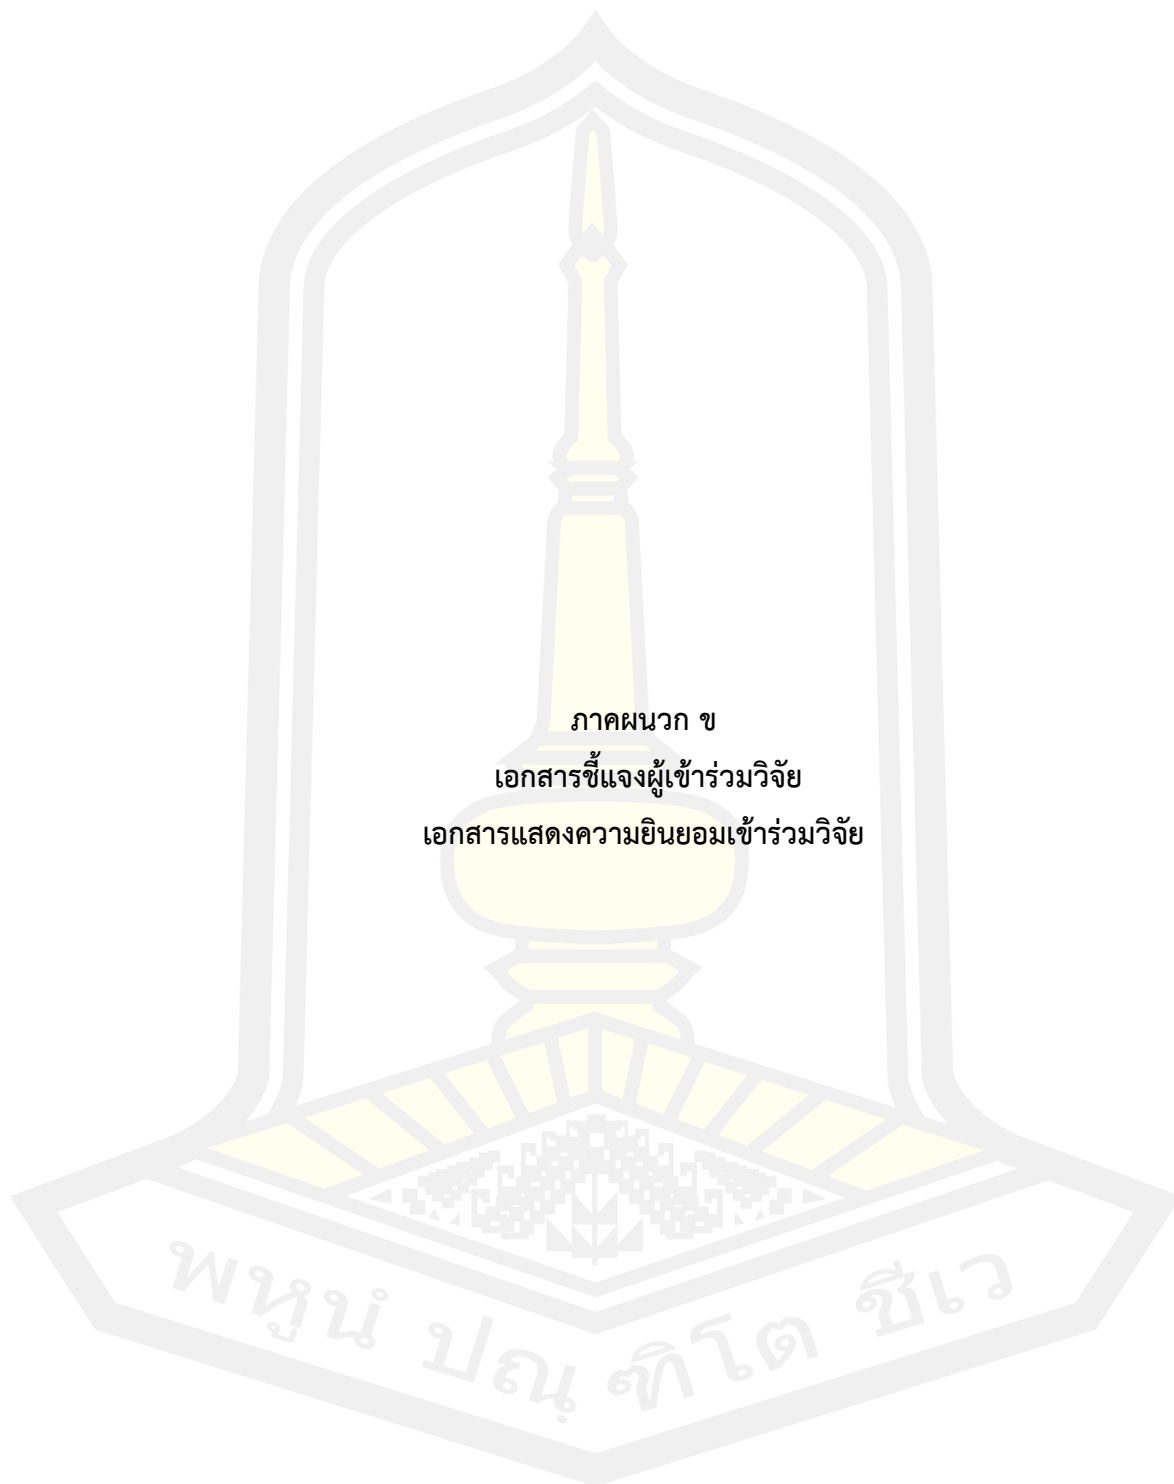 ภาคผนวก ข
เอกสารชี้แจงผู้เข้าร่วมวิจัย
เอกสารแสดงความยินยอมเข้าร่วมวิจัย
พหูนํ ปณฺฑิโต ชีเว